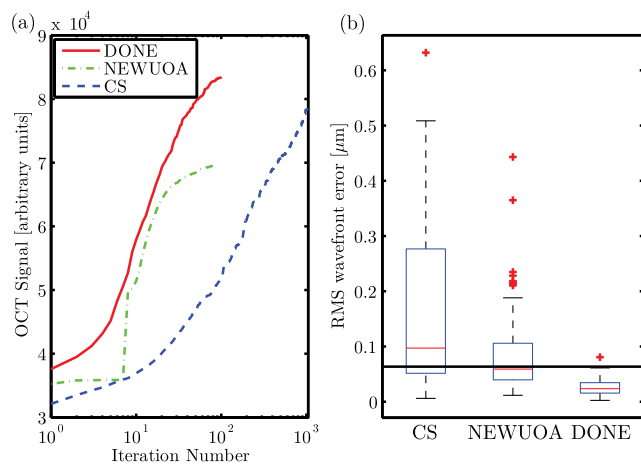 (a)
x 10^4
9
8
7
6
5
4
3
OCT Signal [arbitrary units]
DONE
NEWUOA
CS
10^0
10^1
10^2
10^3
Iteration Number
(b)
0.6
0.5
0.4
0.3
0.2
0.1
0
RMS wavefront error [μm]
CS
NEWUOA
DONE